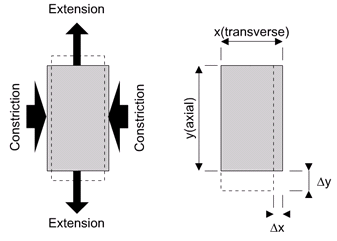 Extension
Constriction
Constriction
Extension
x(transverse)
y(axial)
Δy
Δx